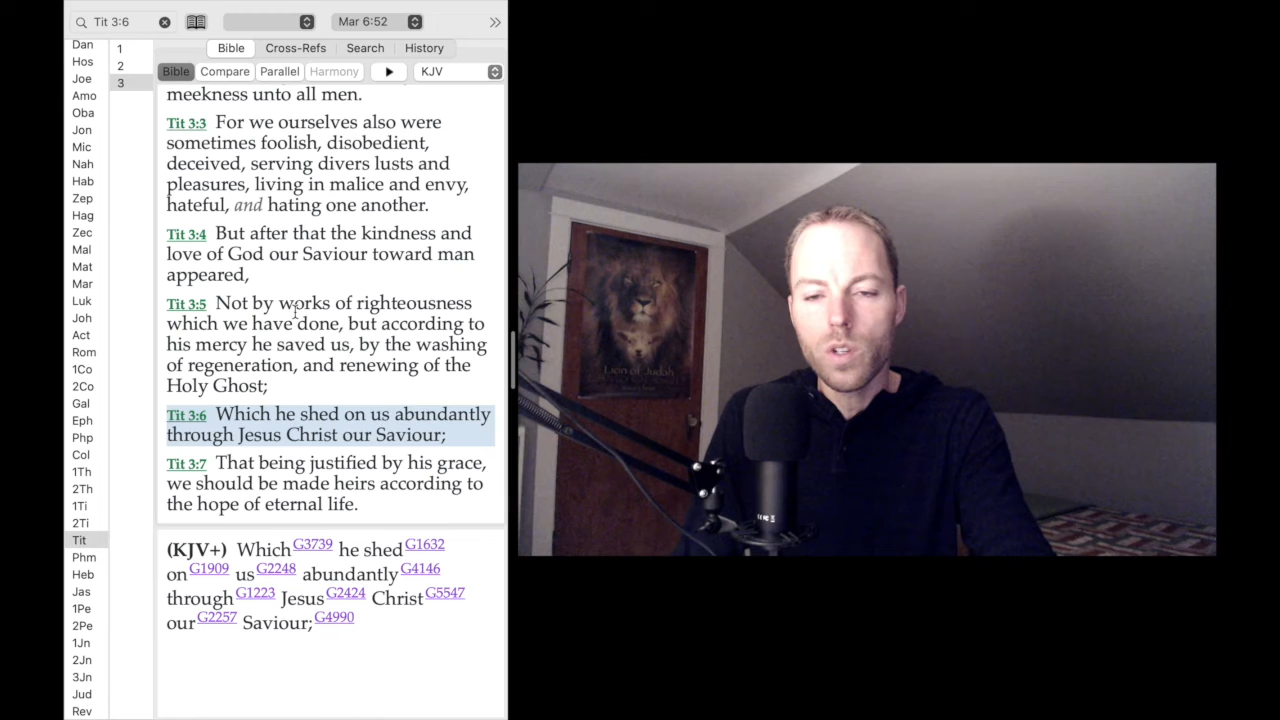 Tit 3:6
Mar 6:52
Bible Cross-Refs Search History
Bible Compare Parallel Harmony KJV
Dan
Hos
Joe
Amo
Oba
Jon
Mic
Nah
Hab
Zep
Hag
Zec
Mal
Mat
Mar
Luk
Joh
Act
Rom
1Co
2Co
Gal
Eph
Php
Col
1Th
2Th
1Ti
2Ti
Tit
Phm
Heb
Jas
1Pe
2Pe
1Jn
2Jn
3Jn
Jud
Rev
1
2
3
meekness unto all men.
Tit 3:3 For we ourselves also were
sometimes foolish, disobedient,
deceived, serving divers lusts and
pleasures, living in malice and envy,
hateful, and hating one another.
Tit 3:4 But after that the kindness and
love of God our Saviour toward man
appeared,
Tit 3:5 Not by works of righteousness
which we have done, but according to
his mercy he saved us, by the washing
of regeneration, and renewing of the
Holy Ghost;
Tit 3:6 Which he shed on us abundantly
through Jesus Christ our Saviour;
Tit 3:7 That being justified by his grace,
we should be made heirs according to
the hope of eternal life.
(KJV+) Which G3739 he shed G1632
on G1909 us G2248 abundantly G4146
through G1223 Jesus G2424 Christ G5547
our G2257 Saviour; G4990
Lion of Judah